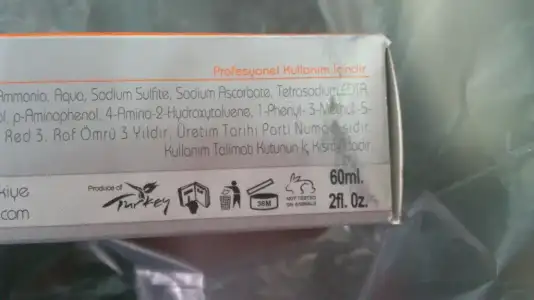 Profesyonel Kullanım İçindir
Ammonia, Aqua, Sodium Sulfite, Sodium Ascorbate, Tetrasodium EDTA,
p-Aminophenol, 4-Amino-2-Hydroxytoluene, 1-Phenyl-3-Methyl-5-
Red 3. Raf Ömrü 3 Yıldır. Üretim Tarihi Parti Numarasıdır.
Kullanım Talimatı Kutunun İç Kısmındadır
Produce of
Turkey
36M
NOT TESTED
ON ANIMALS
60ml.
2fl. Oz.
.com